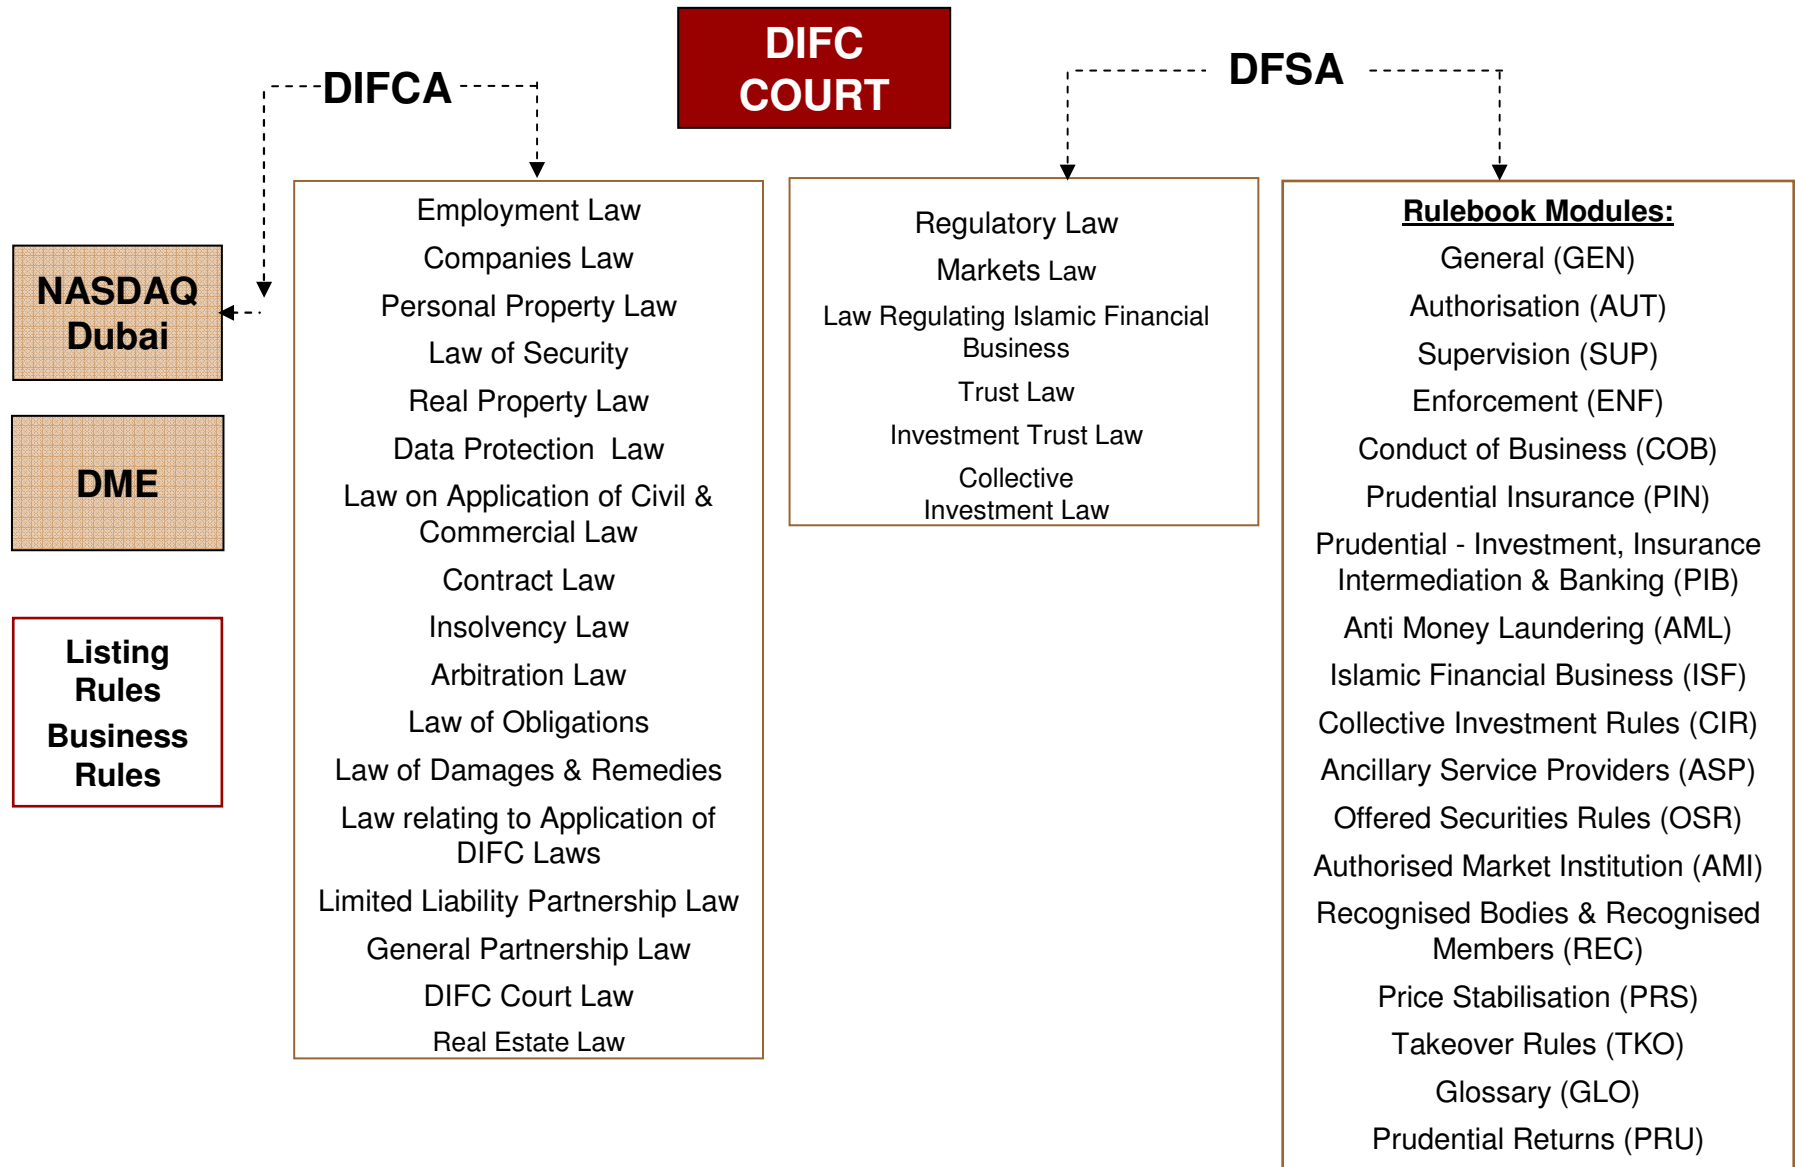 DIFC
COURT
DIFCA
DFSA
NASDAQ
Dubai
DME
Listing
Rules
Business
Rules
Employment Law
Companies Law
Personal Property Law
Law of Security
Real Property Law
Data Protection  Law
Law on Application of Civil &
Commercial Law
Contract Law
Insolvency Law
Arbitration Law
Law of Obligations
Law of Damages & Remedies
Law relating to Application of
DIFC Laws
Limited Liability Partnership Law
General Partnership Law
DIFC Court Law
Real Estate Law
Regulatory Law
Markets Law
Law Regulating Islamic Financial
Business
Trust Law
Investment Trust Law
Collective
Investment Law
Rulebook Modules:
General (GEN)
Authorisation (AUT)
Supervision (SUP)
Enforcement (ENF)
Conduct of Business (COB)
Prudential Insurance (PIN)
Prudential - Investment, Insurance
Intermediation & Banking (PIB)
Anti Money Laundering (AML)
Islamic Financial Business (ISF)
Collective Investment Rules (CIR)
Ancillary Service Providers (ASP)
Offered Securities Rules (OSR)
Authorised Market Institution (AMI)
Recognised Bodies & Recognised
Members (REC)
Price Stabilisation (PRS)
Takeover Rules (TKO)
Glossary (GLO)
Prudential Returns (PRU)